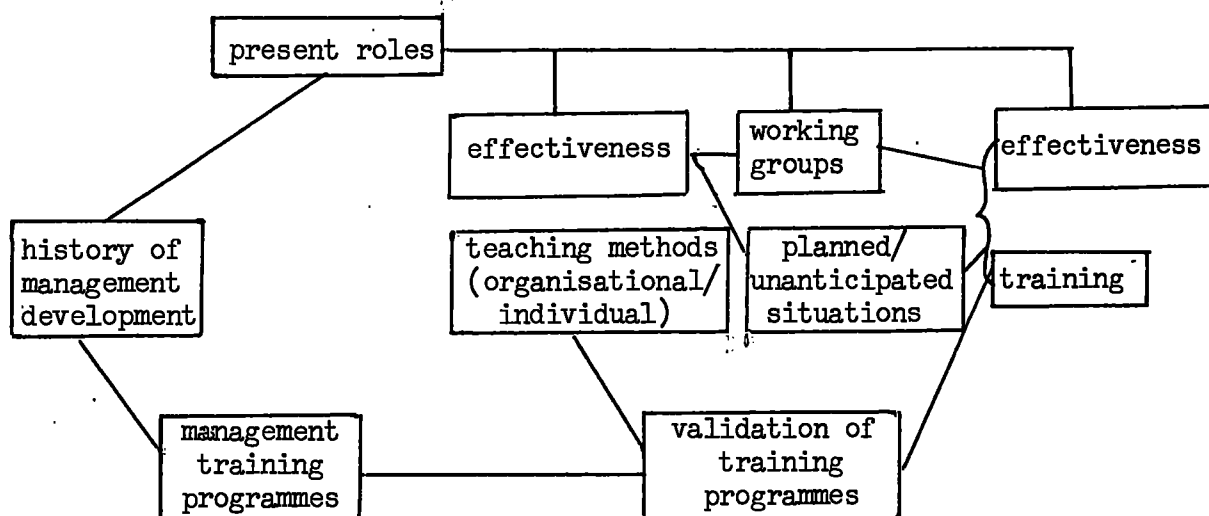 present roles
effectiveness
working
groups
effectiveness
history of
management
development
teaching methods
(organisational/
individual)
planned/
unanticipated
situations
training
management
training
programmes
validation of
training
programmes